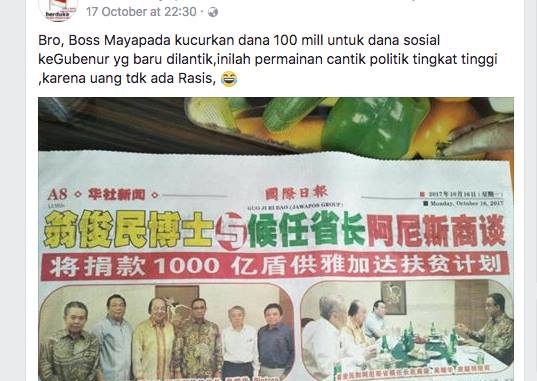 berduka
17 October at 22:30
Bro, Boss Mayapada kucurkan dana 100 mill untuk dana sosial
keGubenur yg baru dilantik,inilah permainan cantik politik tingkat tinggi
,karena uang tdk ada Rasis,
A8 華社新闻 國際日報 2017年10月16日(星期一)
GUO JI RI BAO (JAWAPOS GROUP) Monday, October 16, 2017
翁俊民博士与候任省长阿尼斯商谈
将捐款1000亿盾供雅加达扶贫计划